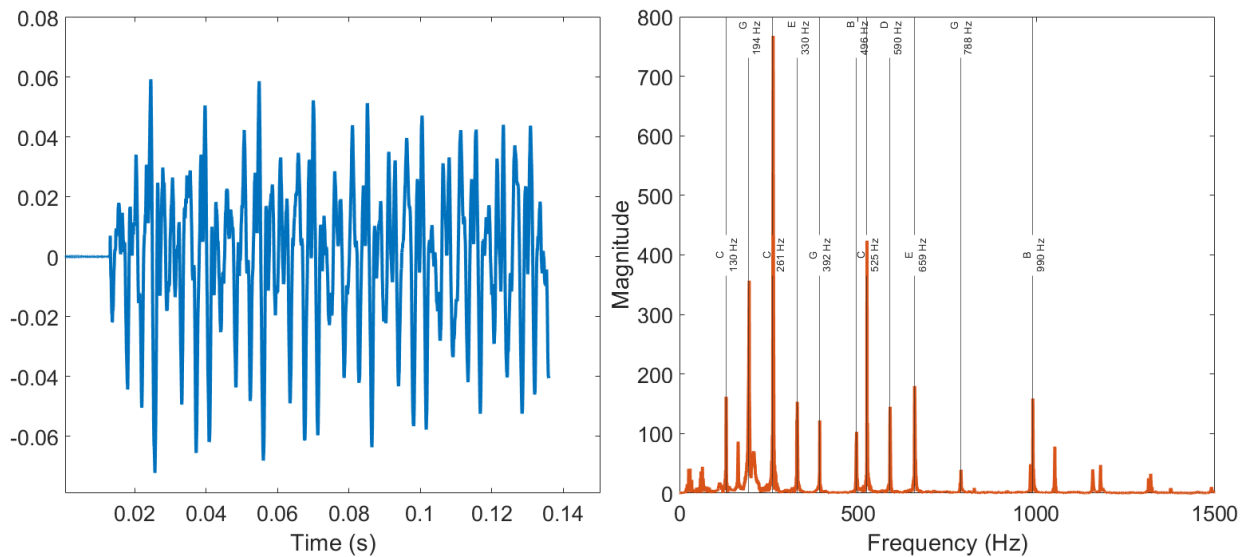 0.08
0.06
0.04
0.02
0
-0.02
-0.04
-0.06
0.02
0.04
0.06
0.08
0.1
0.12
0.14
Time (s)
800
700
600
500
400
300
200
100
0
Magnitude
0
500
1000
1500
Frequency (Hz)
C
130 Hz
G
194 Hz
C
261 Hz
E
330 Hz
G
392 Hz
B
496 Hz
C
525 Hz
D
590 Hz
E
659 Hz
G
788 Hz
B
990 Hz